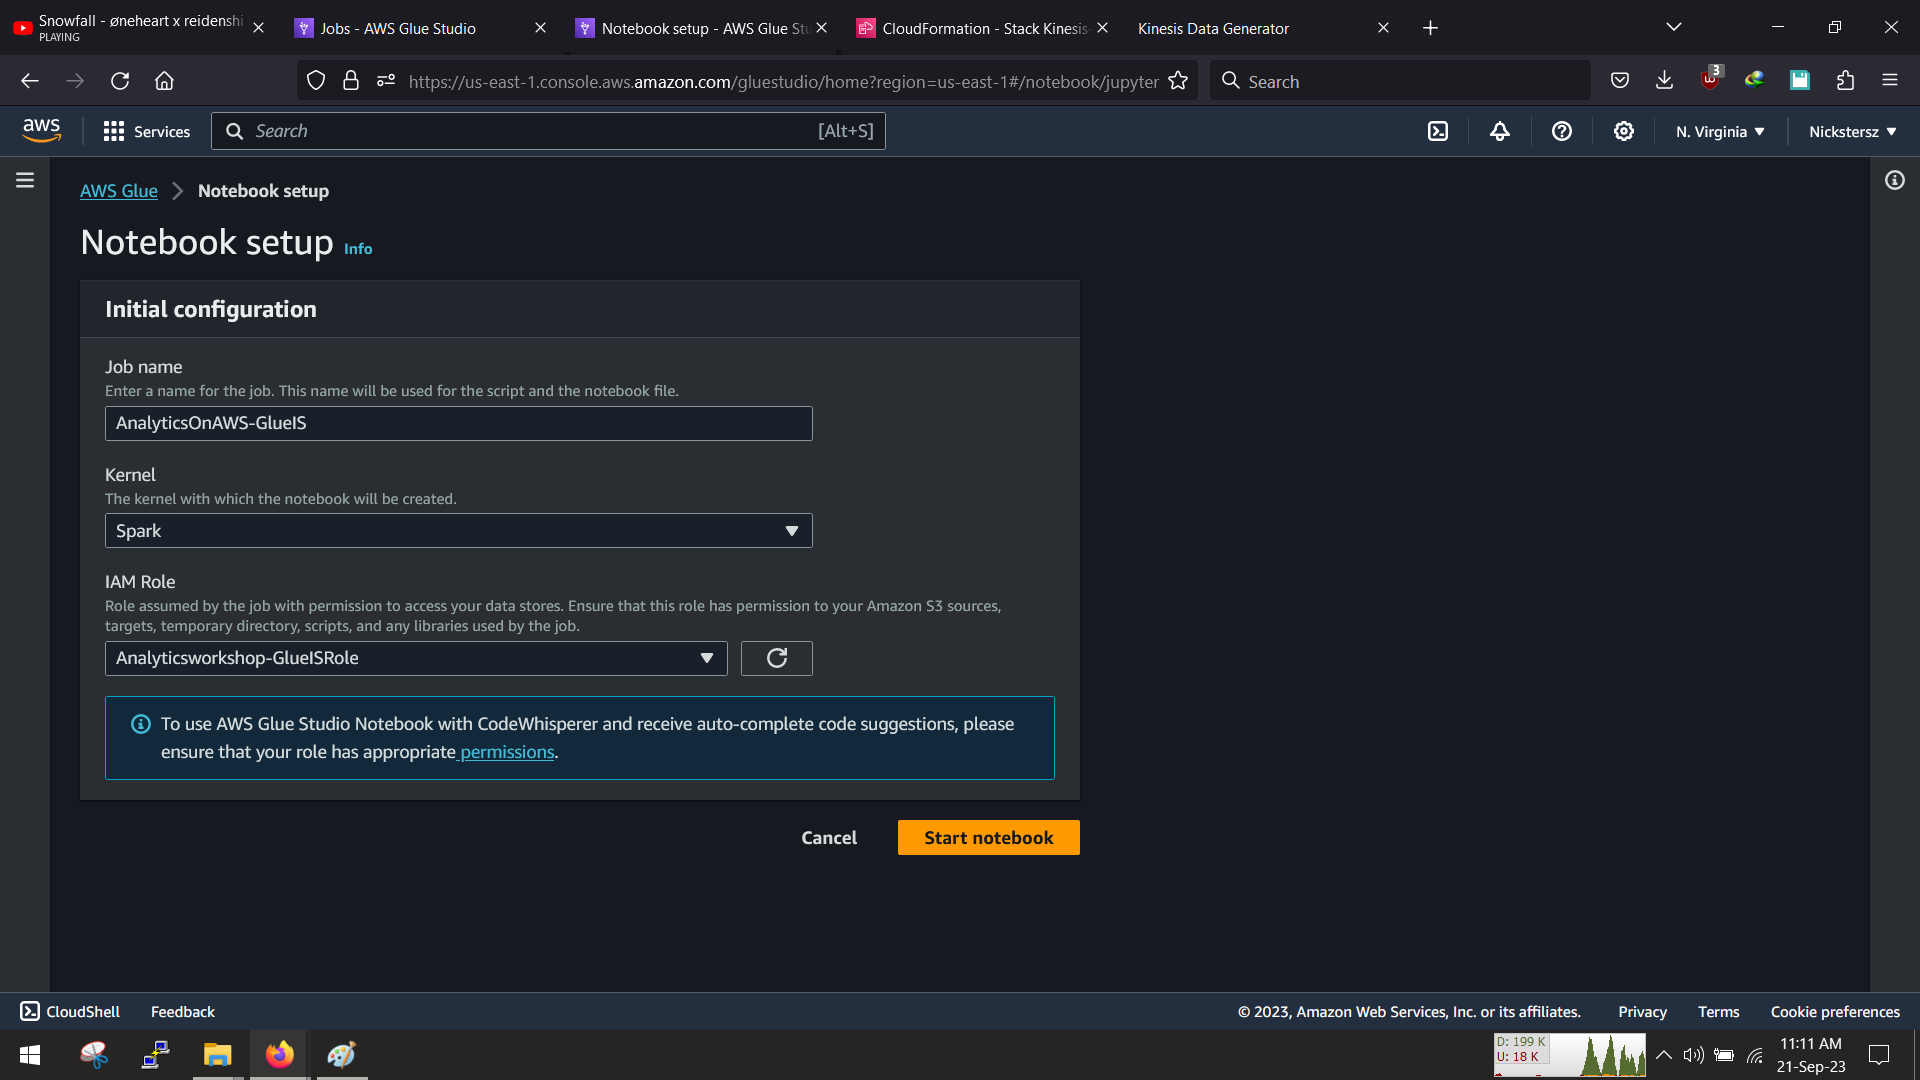 Snowfall - øneheart x reidenshi
PLAYING
Jobs - AWS Glue Studio
Notebook setup - AWS Glue Stu
CloudFormation - Stack Kinesis-
Kinesis Data Generator
https://us-east-1.console.aws.amazon.com/gluestudio/home?region=us-east-1#/notebook/jupyter
Search
3
aws
Services
Search
[Alt+S]
N. Virginia
Nickstersz
AWS Glue
Notebook setup
Notebook setup Info
Initial configuration
Job name
Enter a name for the job. This name will be used for the script and the notebook file.
AnalyticsOnAWS-GlueIS
Kernel
The kernel with which the notebook will be created.
Spark
IAM Role
Role assumed by the job with permission to access your data stores. Ensure that this role has permission to your Amazon S3 sources,
targets, temporary directory, scripts, and any libraries used by the job.
Analyticsworkshop-GlueISRole
To use AWS Glue Studio Notebook with CodeWhisperer and receive auto-complete code suggestions, please
ensure that your role has appropriate permissions.
Cancel
Start notebook
CloudShell
Feedback
© 2023, Amazon Web Services, Inc. or its affiliates.
Privacy
Terms
Cookie preferences
D: 199 K
U: 18 K
11:11 AM
21-Sep-23